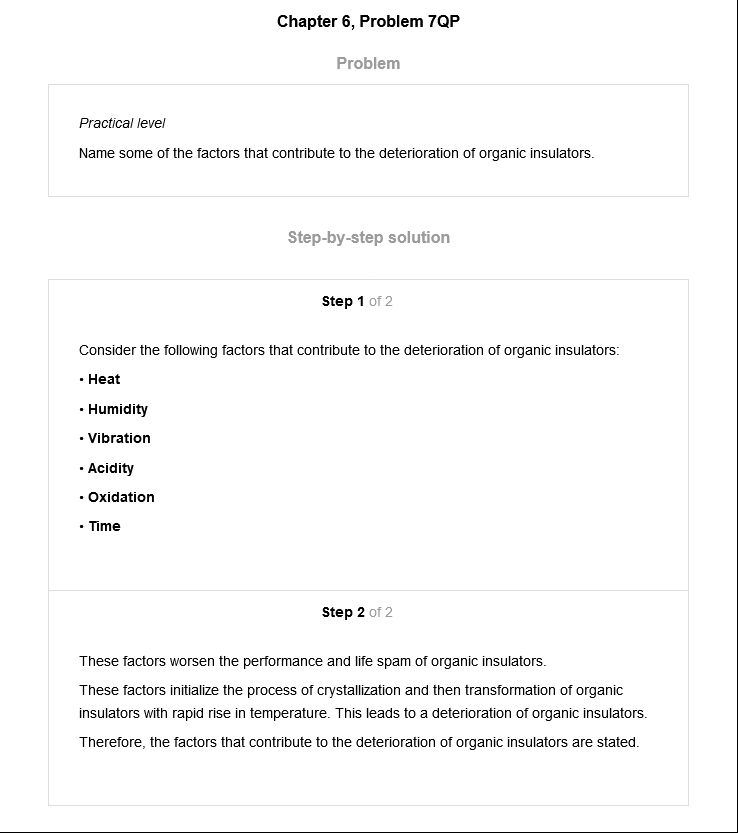 Chapter 6, Problem 7QP
Problem
Practical level
Name some of the factors that contribute to the deterioration of organic insulators.
Step-by-step solution
Step 1 of 2
Consider the following factors that contribute to the deterioration of organic insulators:
• Heat
• Humidity
• Vibration
• Acidity
• Oxidation
• Time
Step 2 of 2
These factors worsen the performance and life spam of organic insulators.
These factors initialize the process of crystallization and then transformation of organic
insulators with rapid rise in temperature. This leads to a deterioration of organic insulators.
Therefore, the factors that contribute to the deterioration of organic insulators are stated.